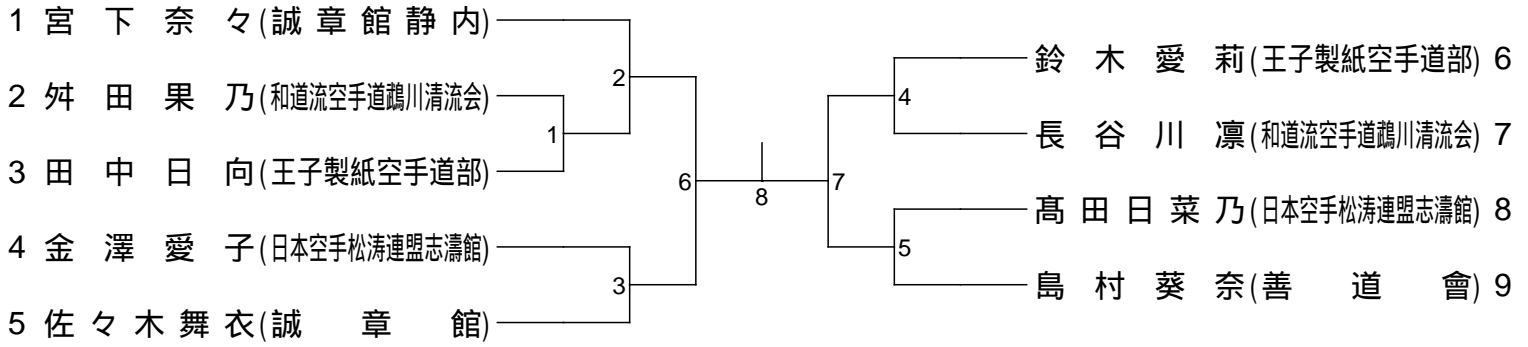 1 宮下奈々(誠章館静内)
2 舛田果乃(和道流空手道鵡川清流会)
3 田中日向(王子製紙空手道部)
4 金澤愛子(日本空手松涛連盟志濤館)
5 佐々木舞衣(誠章館)
2
1
6
3
8
7
4
5
鈴木愛莉(王子製紙空手道部) 6
長谷川凛(和道流空手道鵡川清流会) 7
髙田日菜乃(日本空手松涛連盟志濤館) 8
島村葵奈(善道會) 9